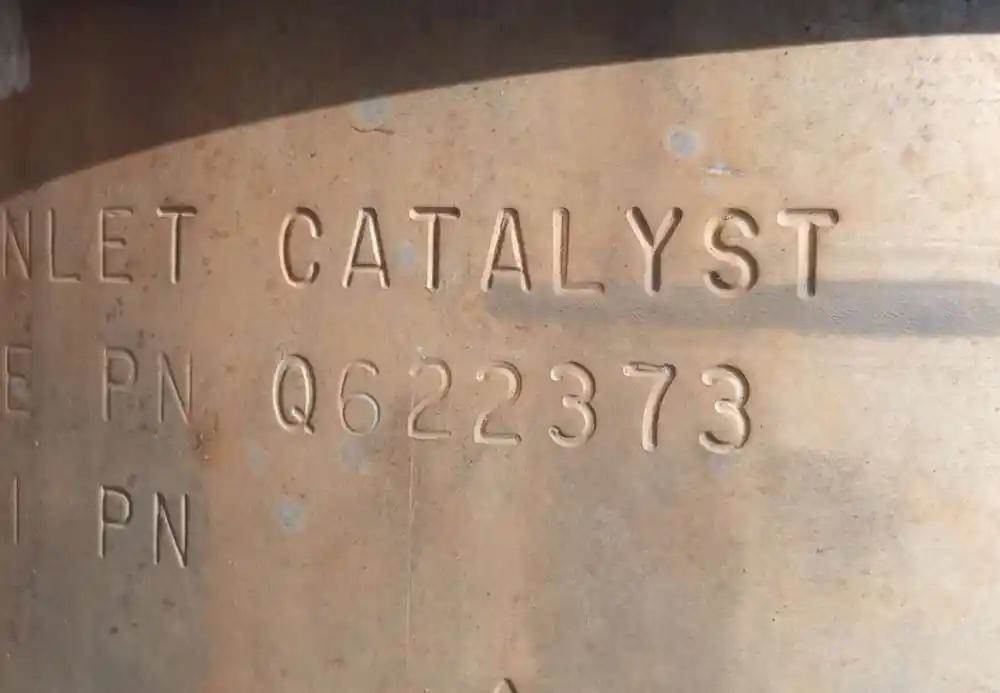 NLET CATALYST
E PN Q622373
I PN